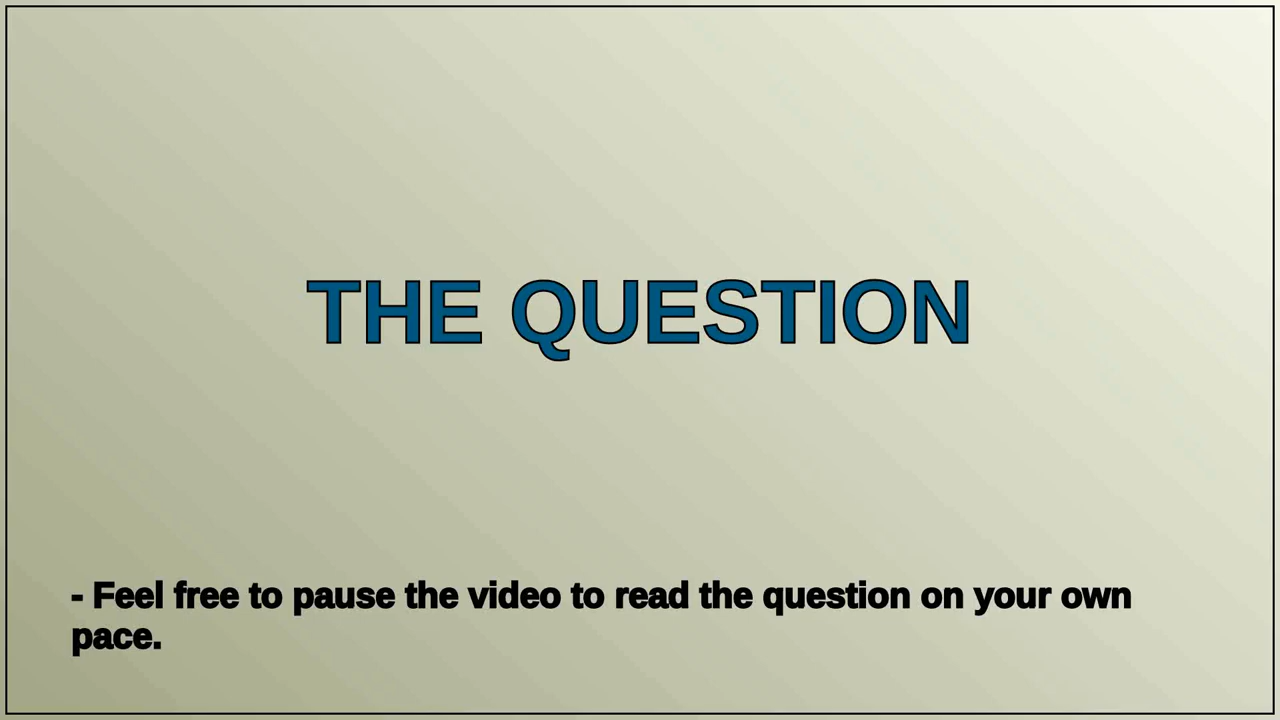 THE QUESTION
- Feel free to pause the video to read the question on your own
pace.